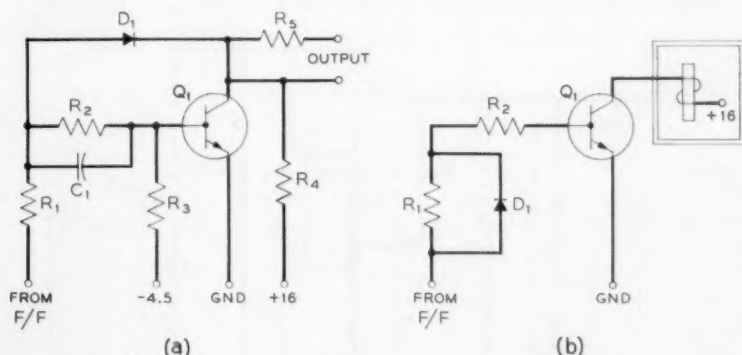 D1
R5
OUTPUT
Q1
R2
C1
R1
R3
R4
FROM
F/F
-4.5
GND
+16
(a)
Q1
+16
R2
R1
D1
FROM
F/F
GND
(b)